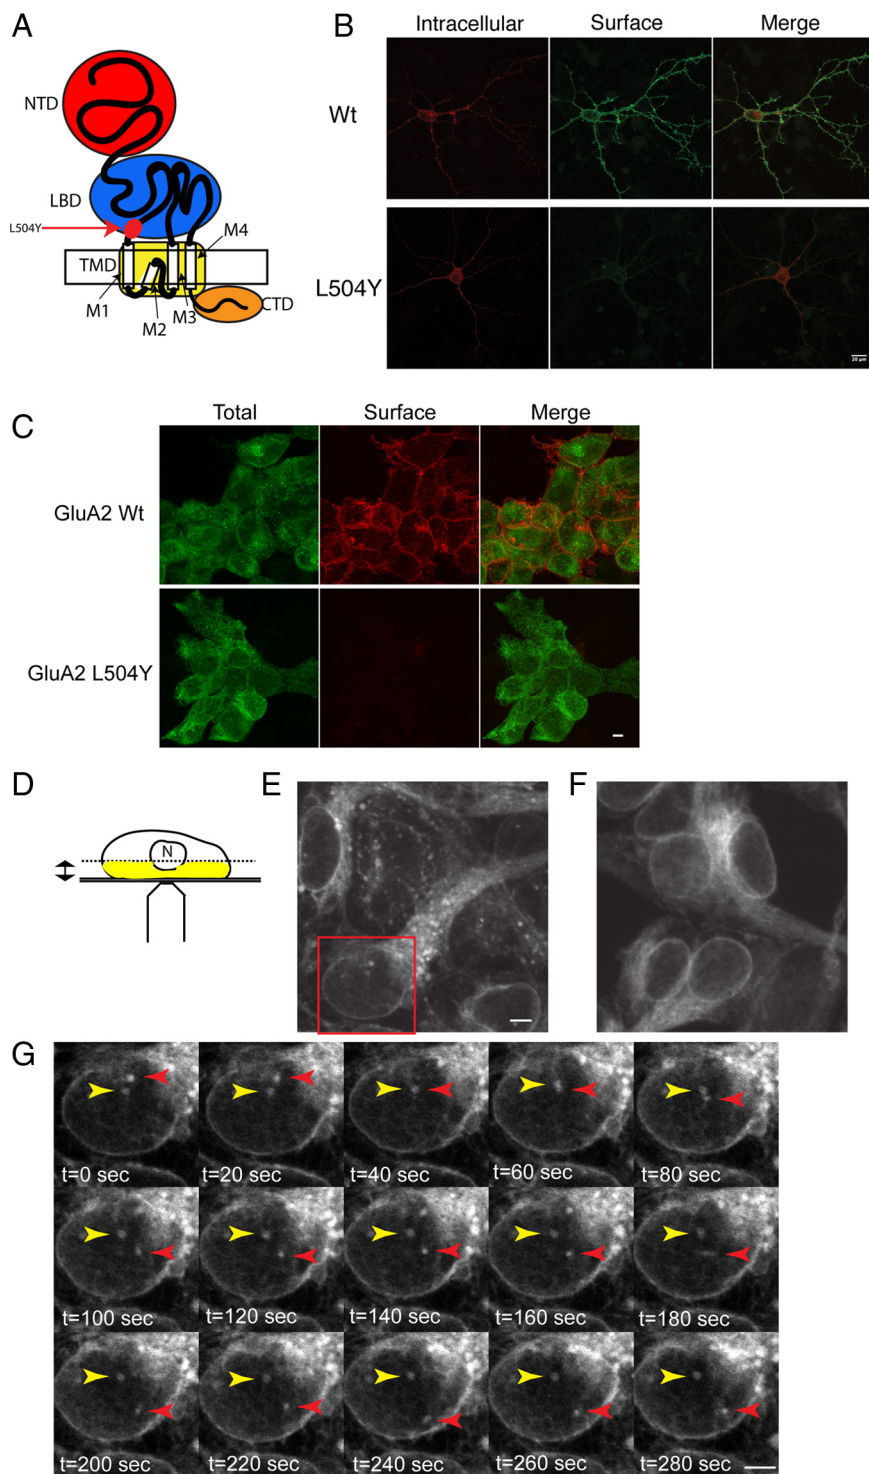 A
NTD
LBD
L504Y
M4
TMD
M1
M2
M3
CTD
B
Intracellular
Surface
Merge
Wt
L504Y
20 µm
C
Total
Surface
Merge
GluA2 Wt
GluA2 L504Y
D
N
E
F
G
t=0 sec
t=20 sec
t=40 sec
t=60 sec
t=80 sec
t=100 sec
t=120 sec
t=140 sec
t=160 sec
t=180 sec
t=200 sec
t=220 sec
t=240 sec
t=260 sec
t=280 sec